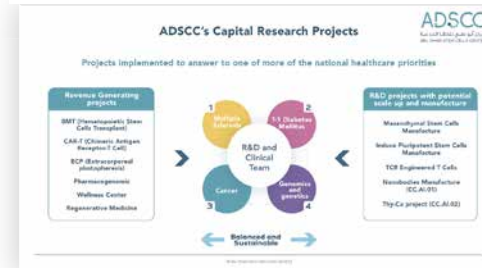 ADSCC's Capital Research Projects
ADSCC
Projects implemented to answer to one of more of the national healthcare priorities
Revenue Generating
projects
BMT (Hematopoietic Stem
Cells Transplant)
CAR-T (Chimeric Antigen
Receptor-T Cell)
ECP (Extracorporeal
photopheresis)
Pharmacogenomic
Wellness Center
Regenerative Medicine
1
Multiple
Sclerosis
2
Diabetes
Mellitus
R&D and
Clinical
Team
Cancer
3
Genomics
and
genetics
4
Balanced and
Sustainable
R&D projects with potential
scale up and manufacture
Mesenchymal Stem Cells
Manufacture
Induce Pluripotent Stem Cells
Manufacture
TCR Engineered T Cells
Nanobodies Manufacture
(CC.AI-01)
Thy-Ca project (CC.AI-02)